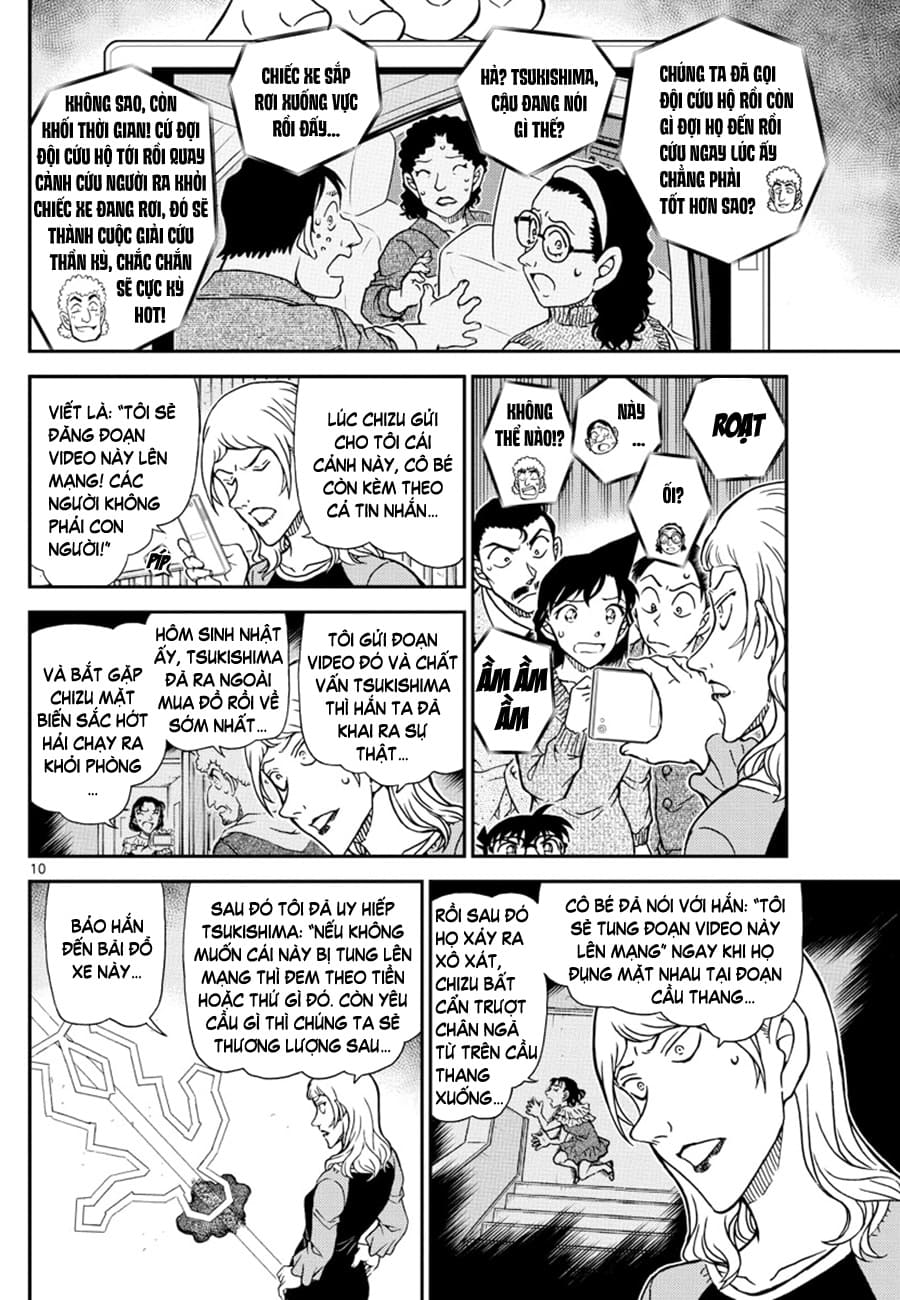 CHÚNG TA ĐÃ GỌI
ĐỘI CỨU HỘ RỒI CÒN
GÌ ĐỢI HỌ ĐẾN RỒI
CỨU NGAY LÚC ẤY
CHẲNG PHẢI
TỐT HƠN SAO?
HẢ? TSUKISHIMA,
CẬU ĐANG NÓI
GÌ THẾ?
CHIẾC XE SẮP
RƠI XUỐNG VỰC
RỒI ĐẤY...
KHÔNG SAO, CÒN
KHỐI THỜI GIAN! CỨ ĐỢI
ĐỘI CỨU HỘ TỚI RỒI QUAY
CẢNH CỨU NGƯỜI RA KHỎI
CHIẾC XE ĐANG RƠI, ĐÓ SẼ
THÀNH CUỘC GIẢI CỨU
THẦN KỲ, CHẮC CHẮN
SẼ CỰC KỲ
HOT!
ROẠT
NÀY
...
ỐI?
KHÔNG
THỂ NÀO!?
ẦM ẦM
ẦM
LÚC CHIZU GỬI
CHO TÔI CÁI
CẢNH NÀY, CÔ BÉ
CÒN KÈM THEO
CẢ TIN NHẮN...
VIẾT LÀ: "TÔI SẼ
ĐĂNG ĐOẠN
VIDEO NÀY LÊN
MẠNG! CÁC
NGƯỜI KHÔNG
PHẢI CON
NGƯỜI!"
PÍP
TÔI GỬI ĐOẠN
VIDEO ĐÓ VÀ CHẤT
VẤN TSUKISHIMA
THÌ HẮN TA ĐÃ
KHAI RA SỰ
THẬT...
HÔM SINH NHẬT
ẤY, TSUKISHIMA
ĐÃ RA NGOÀI
MUA ĐỒ RỒI VỀ
SỚM NHẤT...
VÀ BẮT GẶP
CHIZU MẶT
BIẾN SẮC HỚT
HẢI CHẠY RA
KHỎI PHÒNG
...
10
CÔ BÉ ĐÃ NÓI VỚI HẮN: "TÔI
SẼ TUNG ĐOẠN VIDEO NÀY
LÊN MẠNG" NGAY KHI HỌ
ĐỤNG MẶT NHAU TẠI ĐOẠN
CẦU THANG...
RỒI SAU ĐÓ
HỌ XẢY RA
XÔ XÁT,
CHIZU BẤT
CẨN TRƯỢT
CHÂN NGÃ
TỪ TRÊN CẦU
THANG
XUỐNG...
SAU ĐÓ TÔI ĐÃ UY HIẾP
TSUKISHIMA: "NẾU KHÔNG
MUỐN CÁI NÀY BỊ TUNG LÊN
MẠNG THÌ ĐEM THEO TIỀN
HOẶC THỨ GÌ ĐÓ. CÒN YÊU
CẦU GÌ THÌ CHÚNG TA SẼ
THƯƠNG LƯỢNG SAU...
BẢO HẮN
ĐẾN BÃI ĐỖ
XE NÀY...